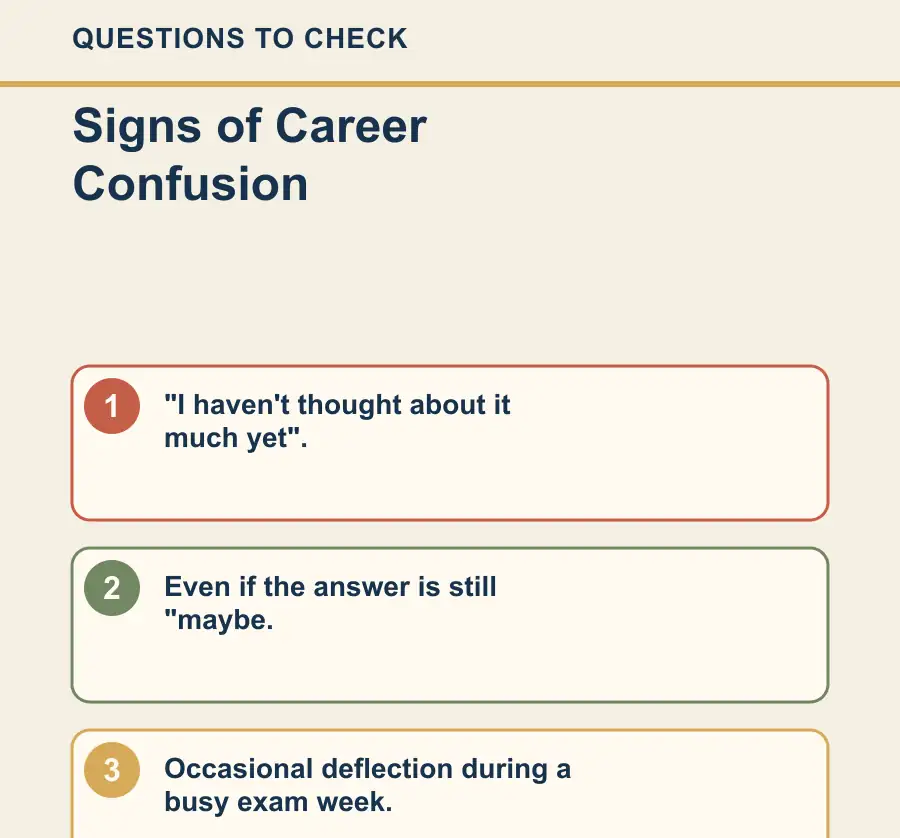 QUESTIONS TO CHECK
Signs of Career
Confusion
1
"I haven't thought about it
much yet".
2
Even if the answer is still
"maybe.
3
Occasional deflection during a
busy exam week.